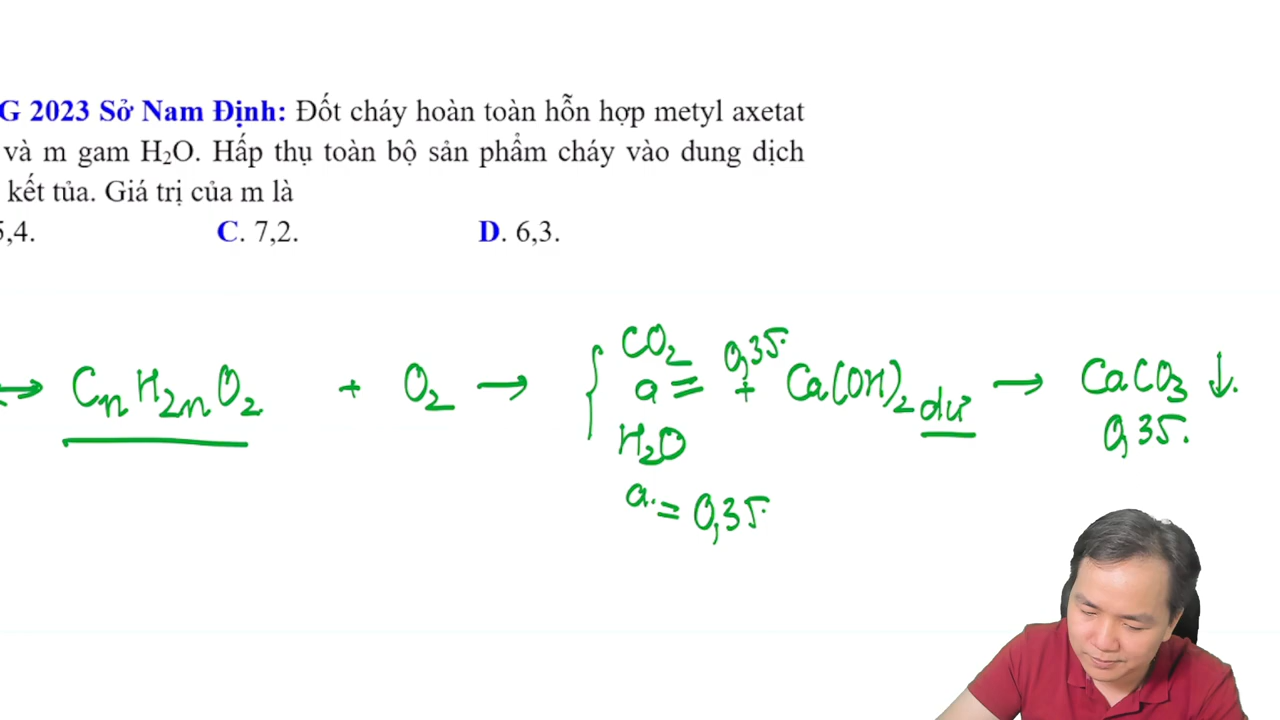 G 2023 Sở Nam Định: Đốt cháy hoàn toàn hỗn hợp metyl axetat
và m gam H₂O. Hấp thụ toàn bộ sản phẩm cháy vào dung dịch
kết tủa. Giá trị của m là
5,4. C. 7,2. D. 6,3.
CnH2nO2 + O2 → { CO2 a = 0,35. H2O a. = 0,35. + Ca(OH)2 dư → CaCO3 ↓. 0,35.